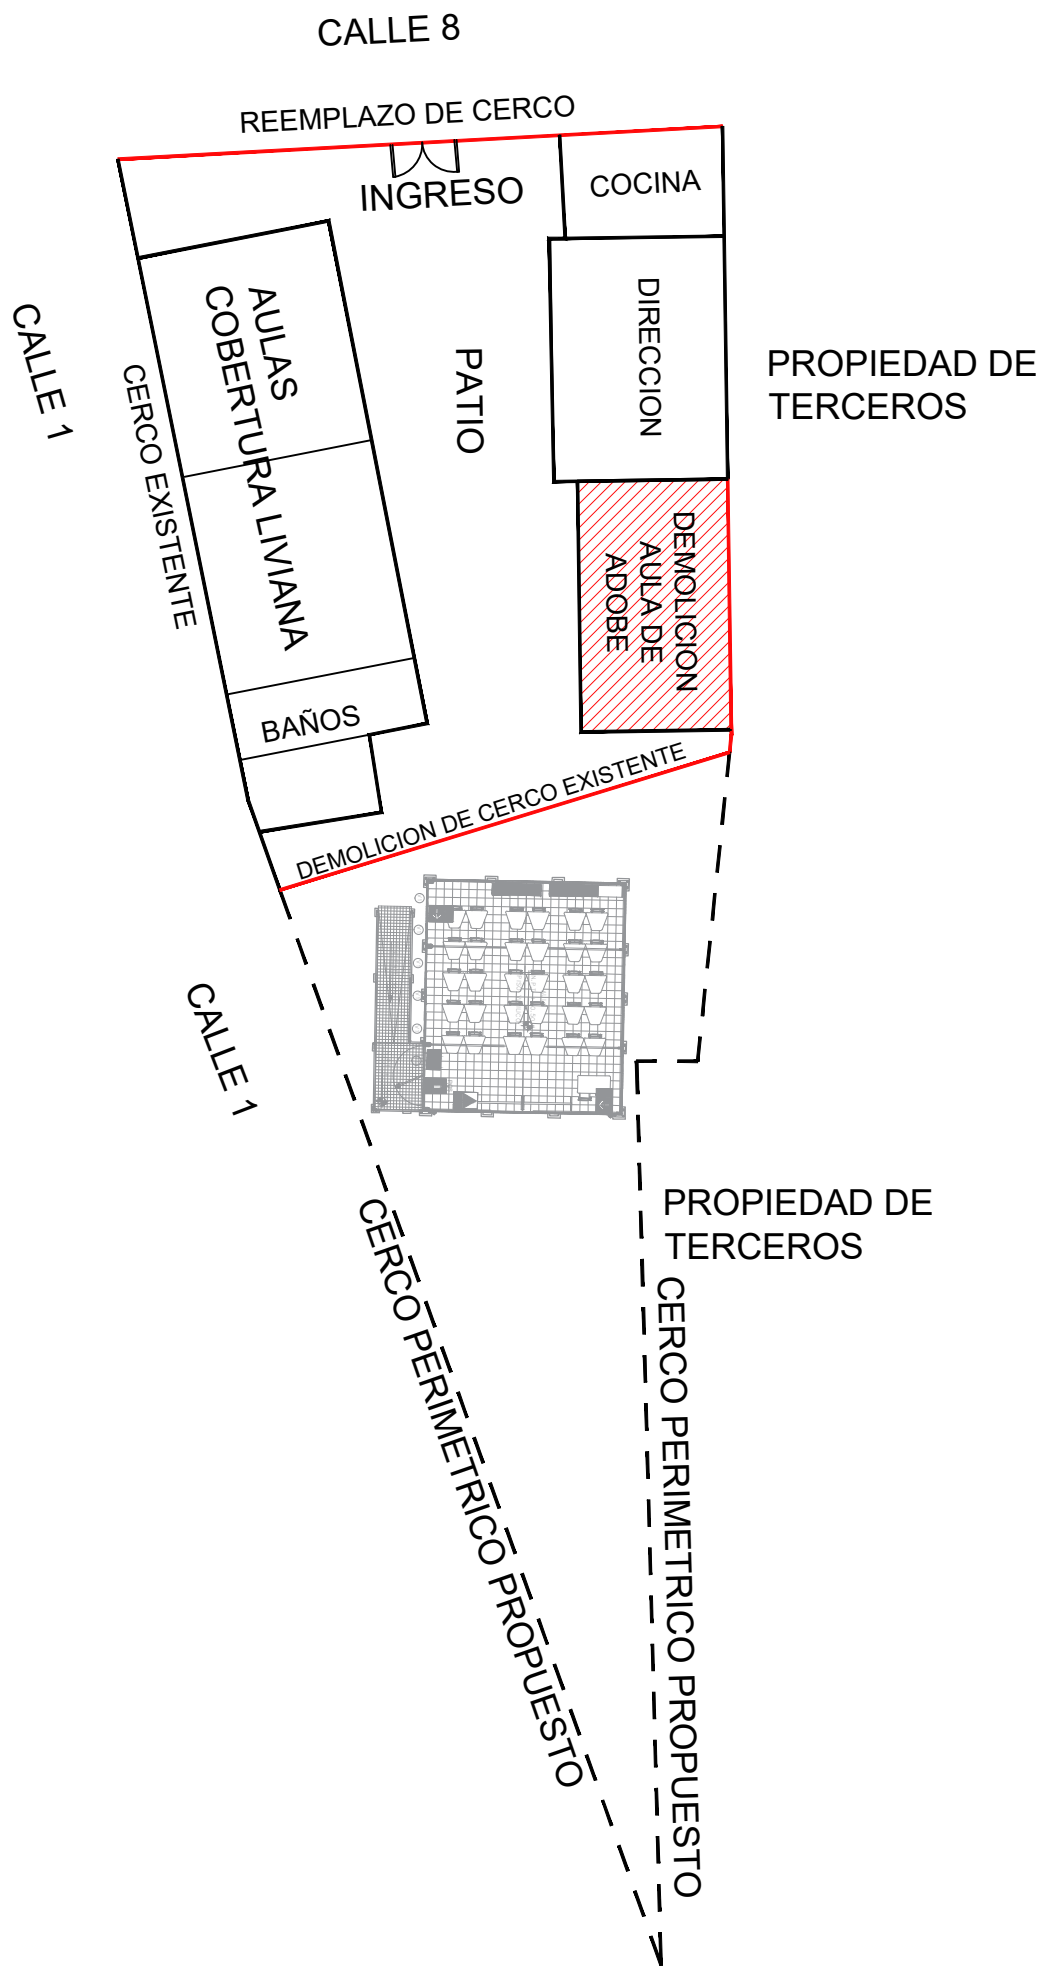 CALLE 8
REEMPLAZO DE CERCO
INGRESO
COCINA
CALLE 1
CERCO EXISTENTE
AULAS
COBERTURA LIVIANA
PATIO
DIRECCION
PROPIEDAD DE
TERCEROS
DEMOLICION
AULA DE
ADOBE
BAÑOS
DEMOLICION DE CERCO EXISTENTE
CALLE 1
PROPIEDAD DE
TERCEROS
CERCO PERIMETRICO PROPUESTO
CERCO PERIMETRICO PROPUESTO